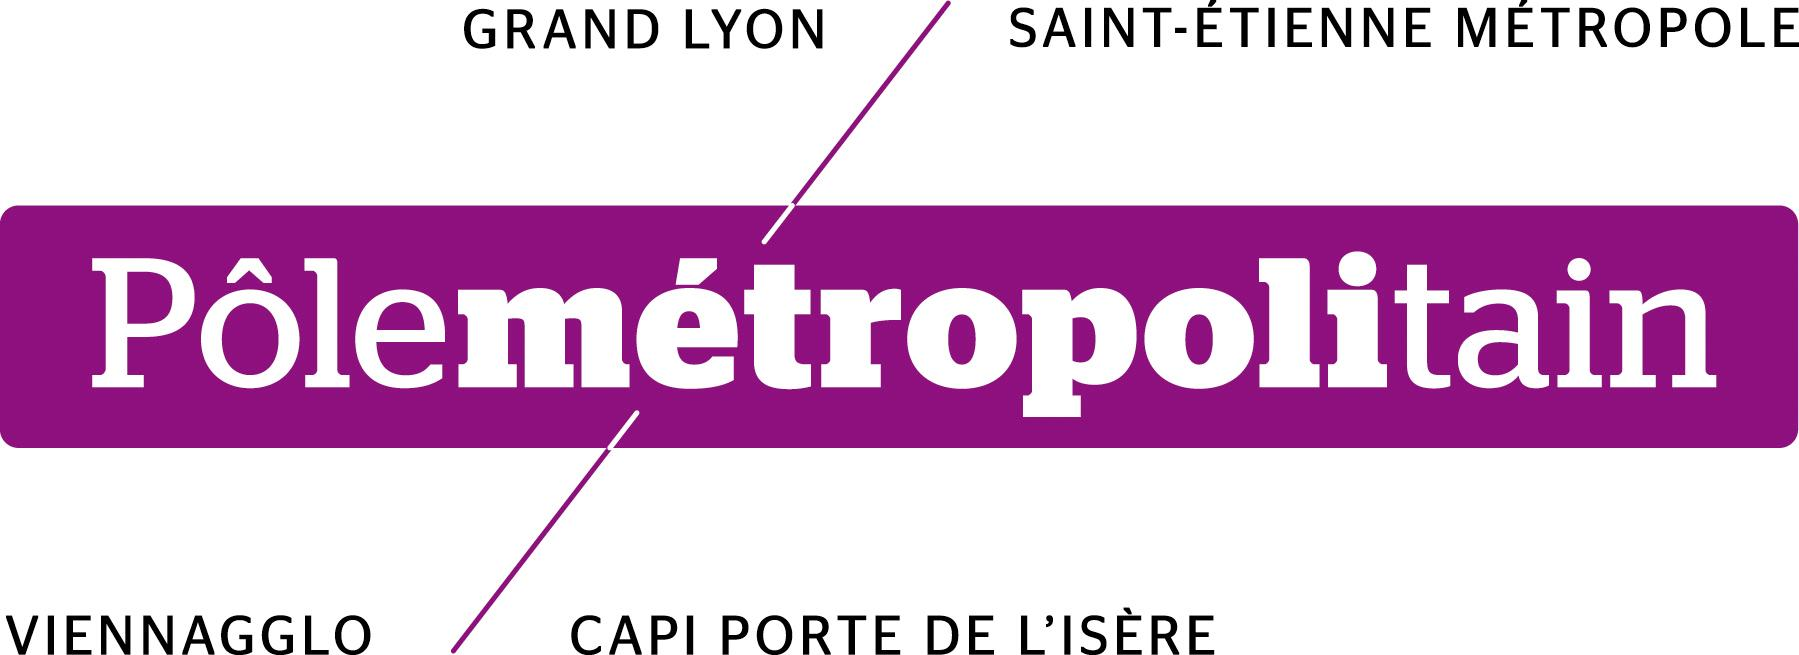 GRAND LYON SAINT-ÉTIENNE MÉTROPOLE
Pôlemétropolitain
VIENNAGGLO CAPI PORTE DE L’ISÈRE